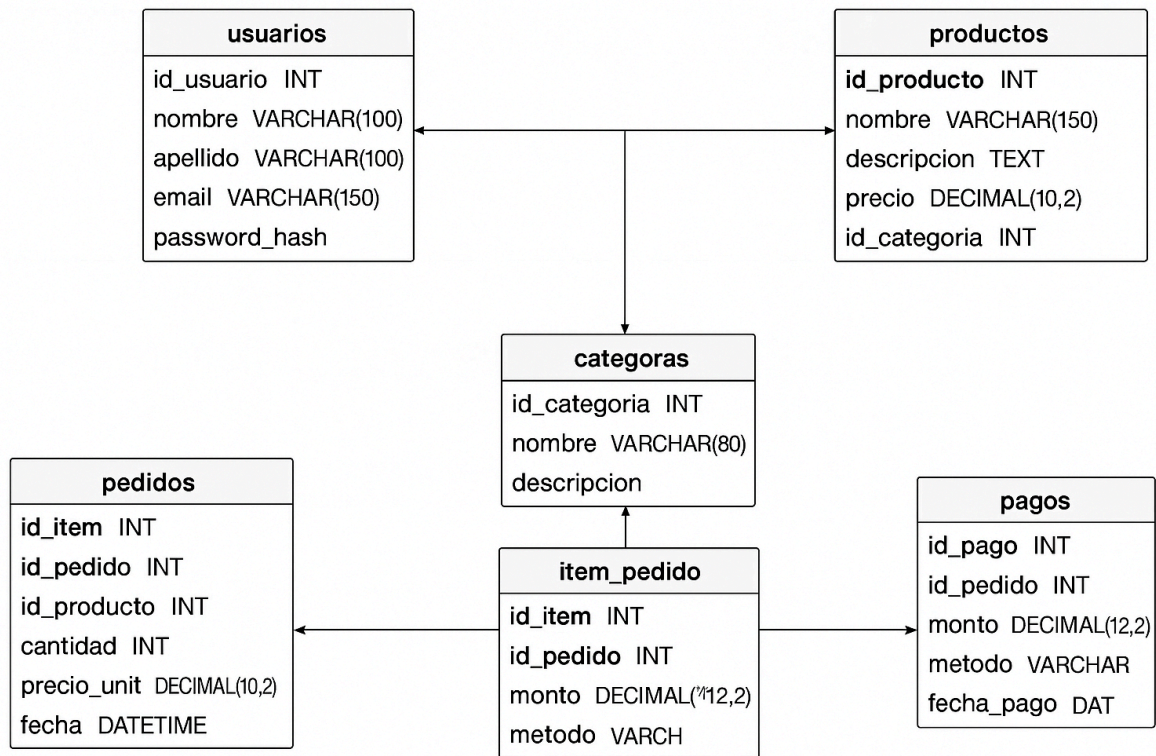 usuarios
id_usuario INT
nombre VARCHAR(100)
apellido VARCHAR(100)
email VARCHAR(150)
password_hash
productos
id_producto INT
nombre VARCHAR(150)
descripcion TEXT
precio DECIMAL(10,2)
id_categoria INT
categoras
id_categoria INT
nombre VARCHAR(80)
descripcion
pedidos
id_item INT
id_pedido INT
id_producto INT
cantidad INT
precio_unit DECIMAL(10,2)
fecha DATETIME
item_pedido
id_item INT
id_pedido INT
monto
metodo VARCH
pagos
id_pago INT
id_pedido INT
monto DECIMAL(12,2)
metodo VARCHAR
fecha_pago DAT